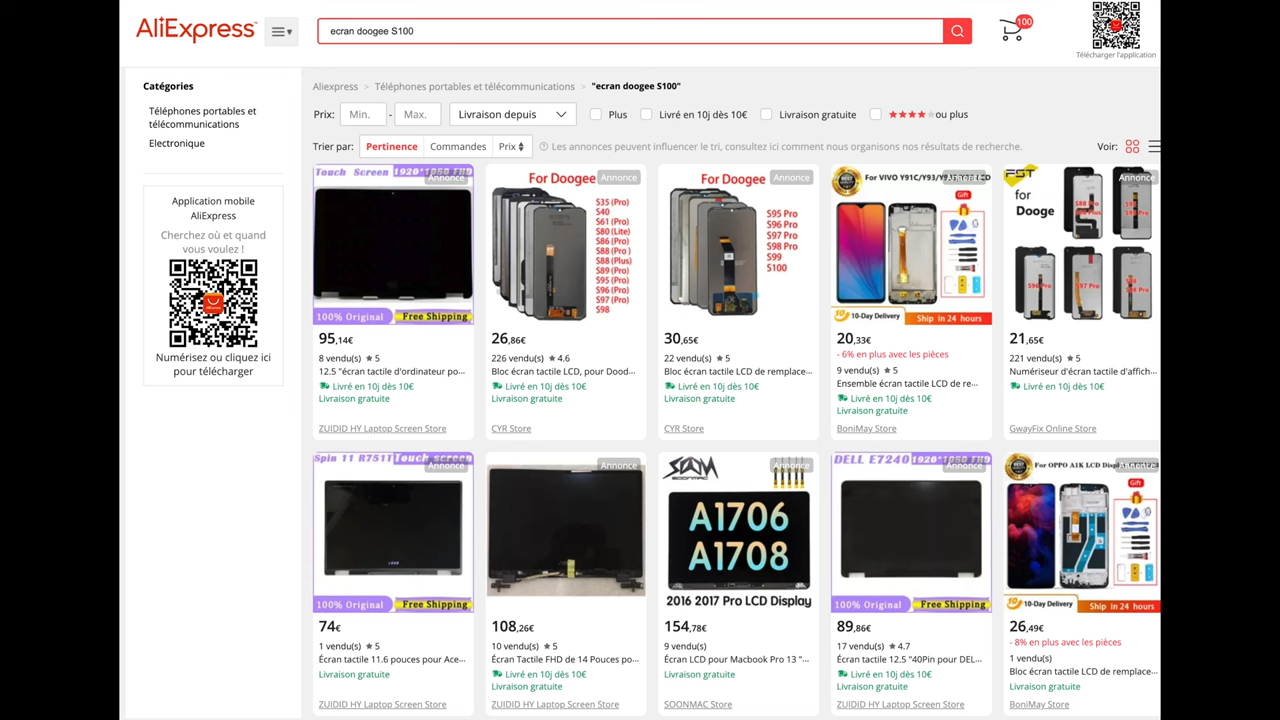 AliExpress
ecran doogee S100
100
Télécharger l'application
Catégories
Téléphones portables et
télécommunications
Electronique
Application mobile
AliExpress
Cherchez où et quand
vous voulez !
Numérisez ou cliquez ici
pour télécharger
Aliexpress > Téléphones portables et télécommunications > "ecran doogee S100"
Prix: Min. - Max. Livraison depuis Plus Livré en 10j dès 10€ Livraison gratuite ou plus
Trier par: Pertinence Commandes Prix Les annonces peuvent influencer le tri, consultez ici comment nous organisons nos résultats de recherche. Voir:
Touch Screen 1920*1080 FHD
Annonce
100% Original Free Shipping
95,14€
8 vendu(s) ★ 5
12.5 "écran tactile d'ordinateur po...
Livré en 10j dès 10€
Livraison gratuite
ZUIDID HY Laptop Screen Store
For Doogee
Annonce
S35 (Pro)
S40
S61 (Pro)
S80 (Lite)
S86 (Pro)
S88 (Pro )
S88 (Plus)
S89 (Pro)
S95 (Pro)
S96 (Pro)
S97 (Pro)
S98
26,86€
226 vendu(s) ★ 4.6
Bloc écran tactile LCD, pour Dood...
Livré en 10j dès 10€
Livraison gratuite
CYR Store
For Doogee
Annonce
S95 Pro
S96 Pro
S97 Pro
S98 Pro
S99
S100
30,65€
22 vendu(s) ★ 5
Bloc écran tactile LCD de remplace...
Livré en 10j dès 10€
Livraison gratuite
CYR Store
For VIVO Y91C/Y93/
Annonce
Gift
10-Day Delivery Ship in 24 hours
20,33€
- 6% en plus avec les pièces
9 vendu(s) ★ 5
Ensemble écran tactile LCD de re...
Livré en 10j dès 10€
Livraison gratuite
BoniMay Store
FST
Annonce
for
Dooge
S97 Pro
21,65€
221 vendu(s) ★ 5
Numériseur d'écran tactile d'affich...
Livré en 10j dès 10€
GwayFix Online Store
Spin 11 R751T Touch screen
Annonce
100% Original Free Shipping
74€
1 vendu(s) ★ 5
Écran tactile 11.6 pouces pour Ace...
Livraison gratuite
ZUIDID HY Laptop Screen Store
Annonce
108,26€
10 vendu(s) ★ 5
Écran Tactile FHD de 14 Pouces po...
Livré en 10j dès 10€
Livraison gratuite
ZUIDID HY Laptop Screen Store
SOONMAC
Annonce
A1706
A1708
2016 2017 Pro LCD Display
154,78€
9 vendu(s)
Écran LCD pour Macbook Pro 13 "...
Livraison gratuite
SOONMAC Store
DELL E7240 1920*1080 FHD
Annonce
100% Original Free Shipping
89,86€
17 vendu(s) ★ 4.7
Écran tactile 12.5 "40Pin pour DEL...
Livré en 10j dès 10€
Livraison gratuite
ZUIDID HY Laptop Screen Store
For OPPO A1K LCD Display
Annonce
Gift
10-Day Delivery Ship in 24 hours
26,49€
- 8% en plus avec les pièces
1 vendu(s)
Bloc écran tactile LCD de remplace...
Livraison gratuite
BoniMay Store